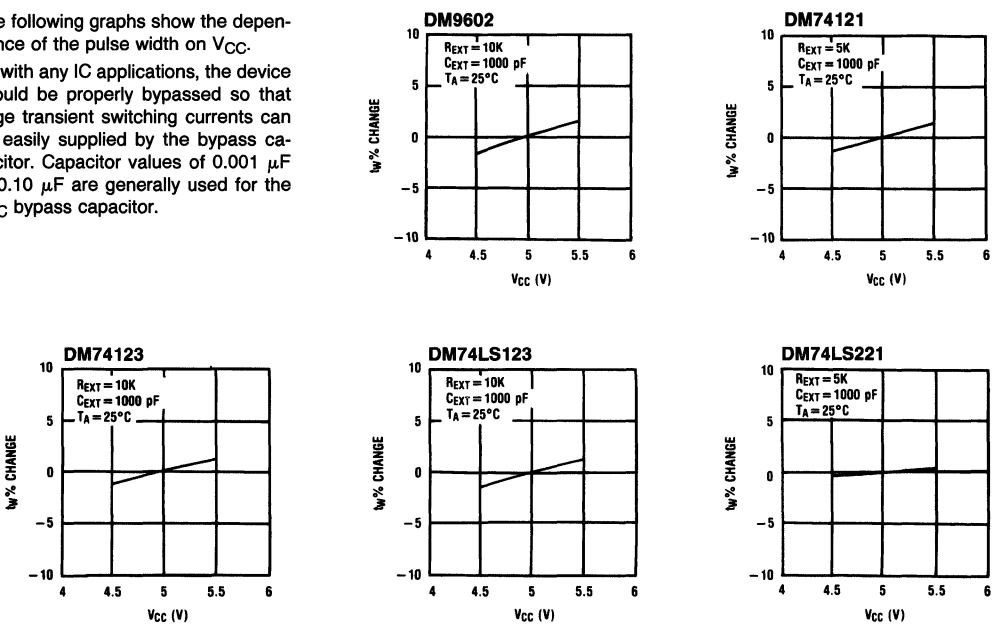 e following graphs show the depen-
nce of the pulse width on VCC.
with any IC applications, the device
ould be properly bypassed so that
ge transient switching currents can
easily supplied by the bypass ca-
citor. Capacitor values of 0.001 μF
0.10 μF are generally used for the
C bypass capacitor.
DM9602
10
5
0
−5
−10
tW% CHANGE
REXT = 10K
CEXT = 1000 pF
TA = 25°C
4 4.5 5 5.5 6
VCC (V)
DM74121
10
5
0
−5
−10
tW% CHANGE
REXT = 5K
CEXT = 1000 pF
TA = 25°C
4 4.5 5 5.5 6
VCC (V)
DM74123
10
5
0
−5
−10
tW% CHANGE
REXT = 10K
CEXT = 1000 pF
TA = 25°C
4 4.5 5 5.5 6
VCC (V)
DM74LS123
10
5
0
−5
−10
tW% CHANGE
REXT = 10K
CEXT = 1000 pF
TA = 25°C
4 4.5 5 5.5 6
VCC (V)
DM74LS221
10
5
0
−5
−10
tW% CHANGE
REXT = 5K
CEXT = 1000 pF
TA = 25°C
4 4.5 5 5.5 6
VCC (V)